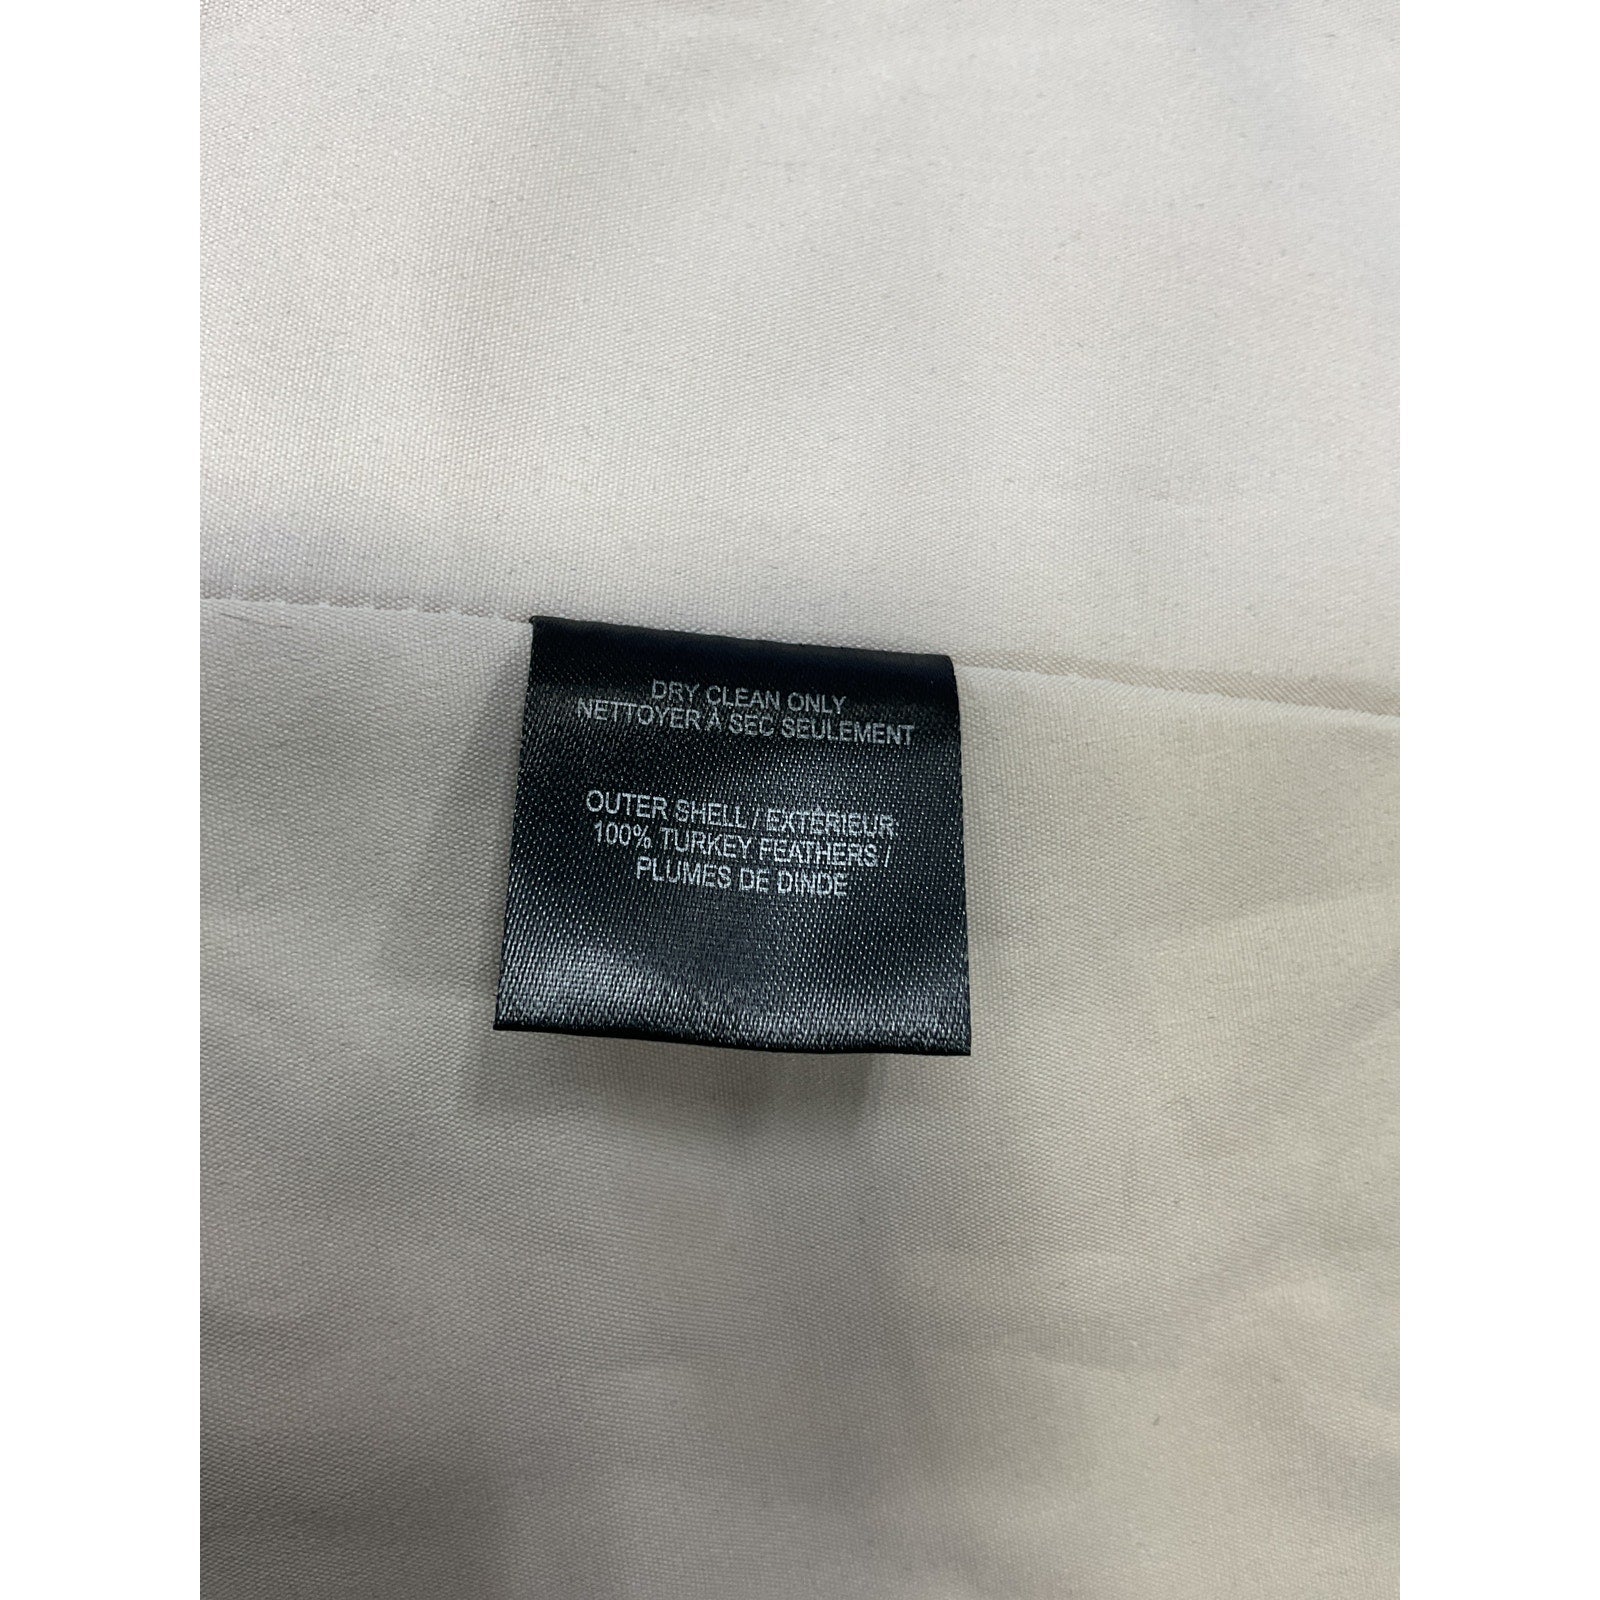 DRY CLEAN ONLY
NETTOYER À SEC SEULEMENT
OUTER SHELL / EXTÉRIEUR
100% TURKEY FEATHERS /
PLUMES DE DINDE